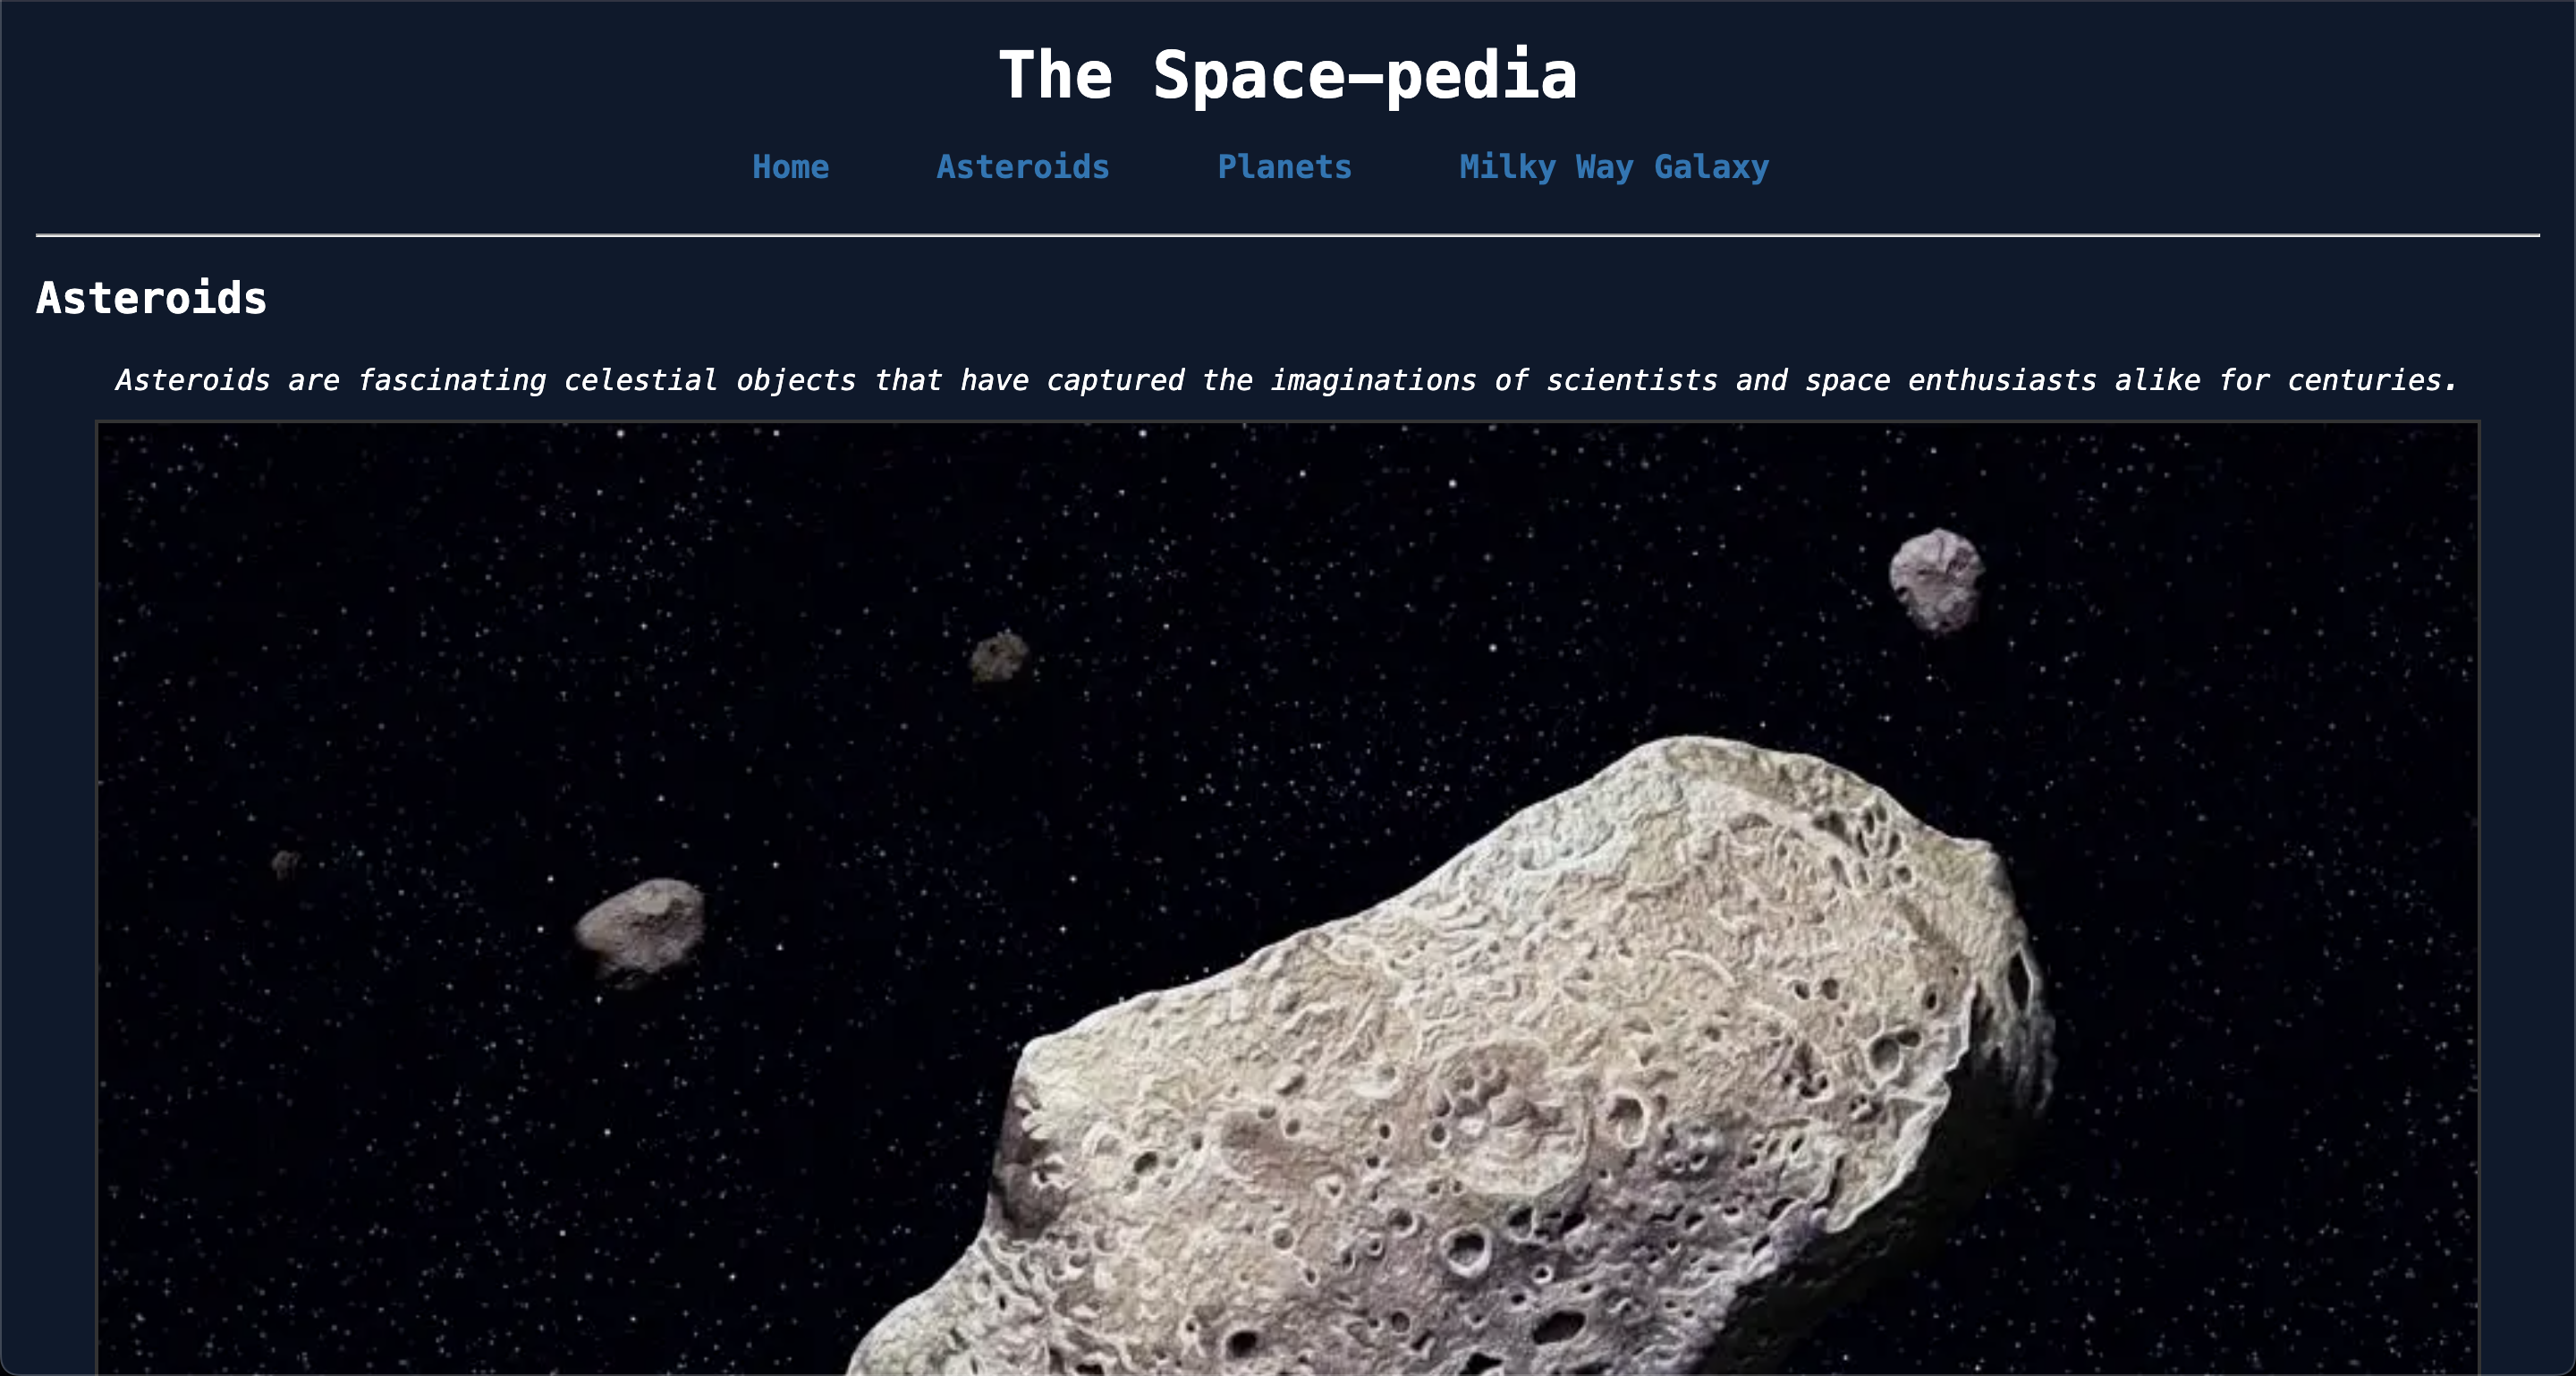 The Space–pedia
Home Asteroids Planets Milky Way Galaxy
Asteroids
Asteroids are fascinating celestial objects that have captured the imaginations of scientists and space enthusiasts alike for centuries.